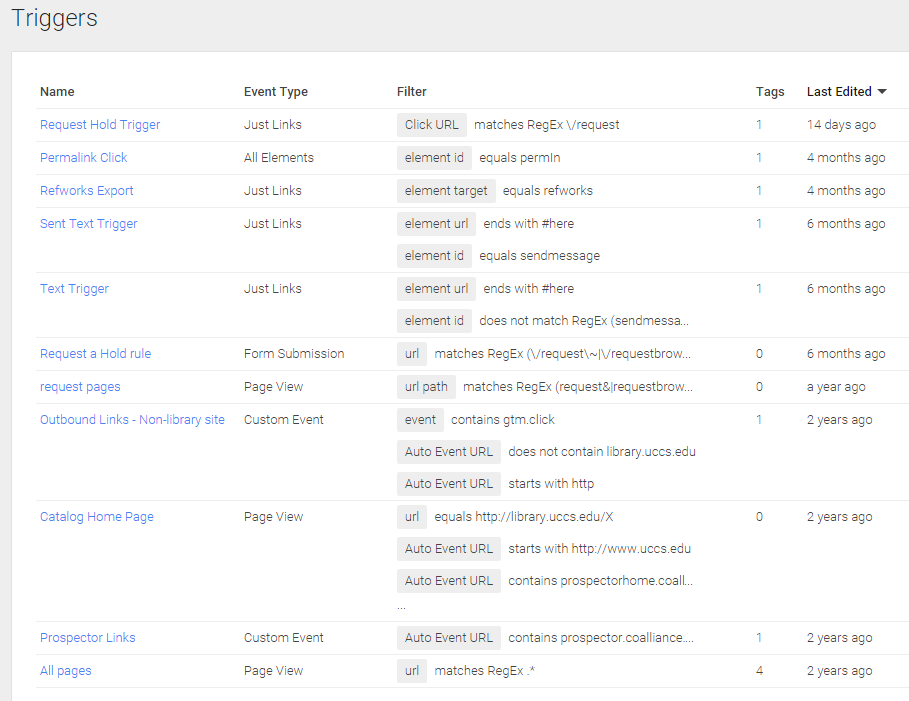 Triggers
Name Event Type Filter Tags Last Edited
Request Hold Trigger Just Links Click URL matches RegEx \/request 1 14 days ago
Permalink Click All Elements element id equals permln 1 4 months ago
Refworks Export Just Links element target equals refworks 1 4 months ago
Sent Text Trigger Just Links element url ends with #here 1 6 months ago
element id equals sendmessage
Text Trigger Just Links element url ends with #here 1 6 months ago
element id does not match RegEx (sendmessa...
Request a Hold rule Form Submission url matches RegEx (\/request\~|\/requestbrow... 0 6 months ago
request pages Page View url path matches RegEx (request&|requestbrow... 0 a year ago
Outbound Links - Non-library site Custom Event event contains gtm.click 1 2 years ago
Auto Event URL does not contain library.uccs.edu
Auto Event URL starts with http
Catalog Home Page Page View url equals http://library.uccs.edu/X 0 2 years ago
Auto Event URL starts with http://www.uccs.edu
Auto Event URL contains prospectorhome.coall...
...
Prospector Links Custom Event Auto Event URL contains prospector.coalliance.... 1 2 years ago
All pages Page View url matches RegEx .* 4 2 years ago